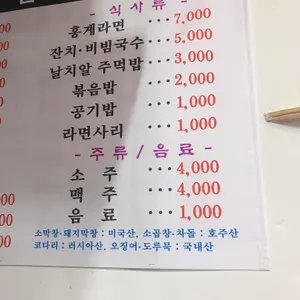 - 식 사 류 -
홍게라면 ··· 7,000
잔치·비빔국수 ··· 5,000
날치알 주먹밥 ··· 3,000
볶음밥 ··· 2,000
공기밥 ··· 1,000
라면사리 ··· 1,000
- 주 류 / 음 료 -
소 주 ··· 4,000
맥 주 ··· 4,000
음 료 ··· 1,000
소막창·돼지막창 : 미국산, 소곱창·차돌 : 호주산
코다리 : 러시아산, 오징어·도루묵 : 국내산